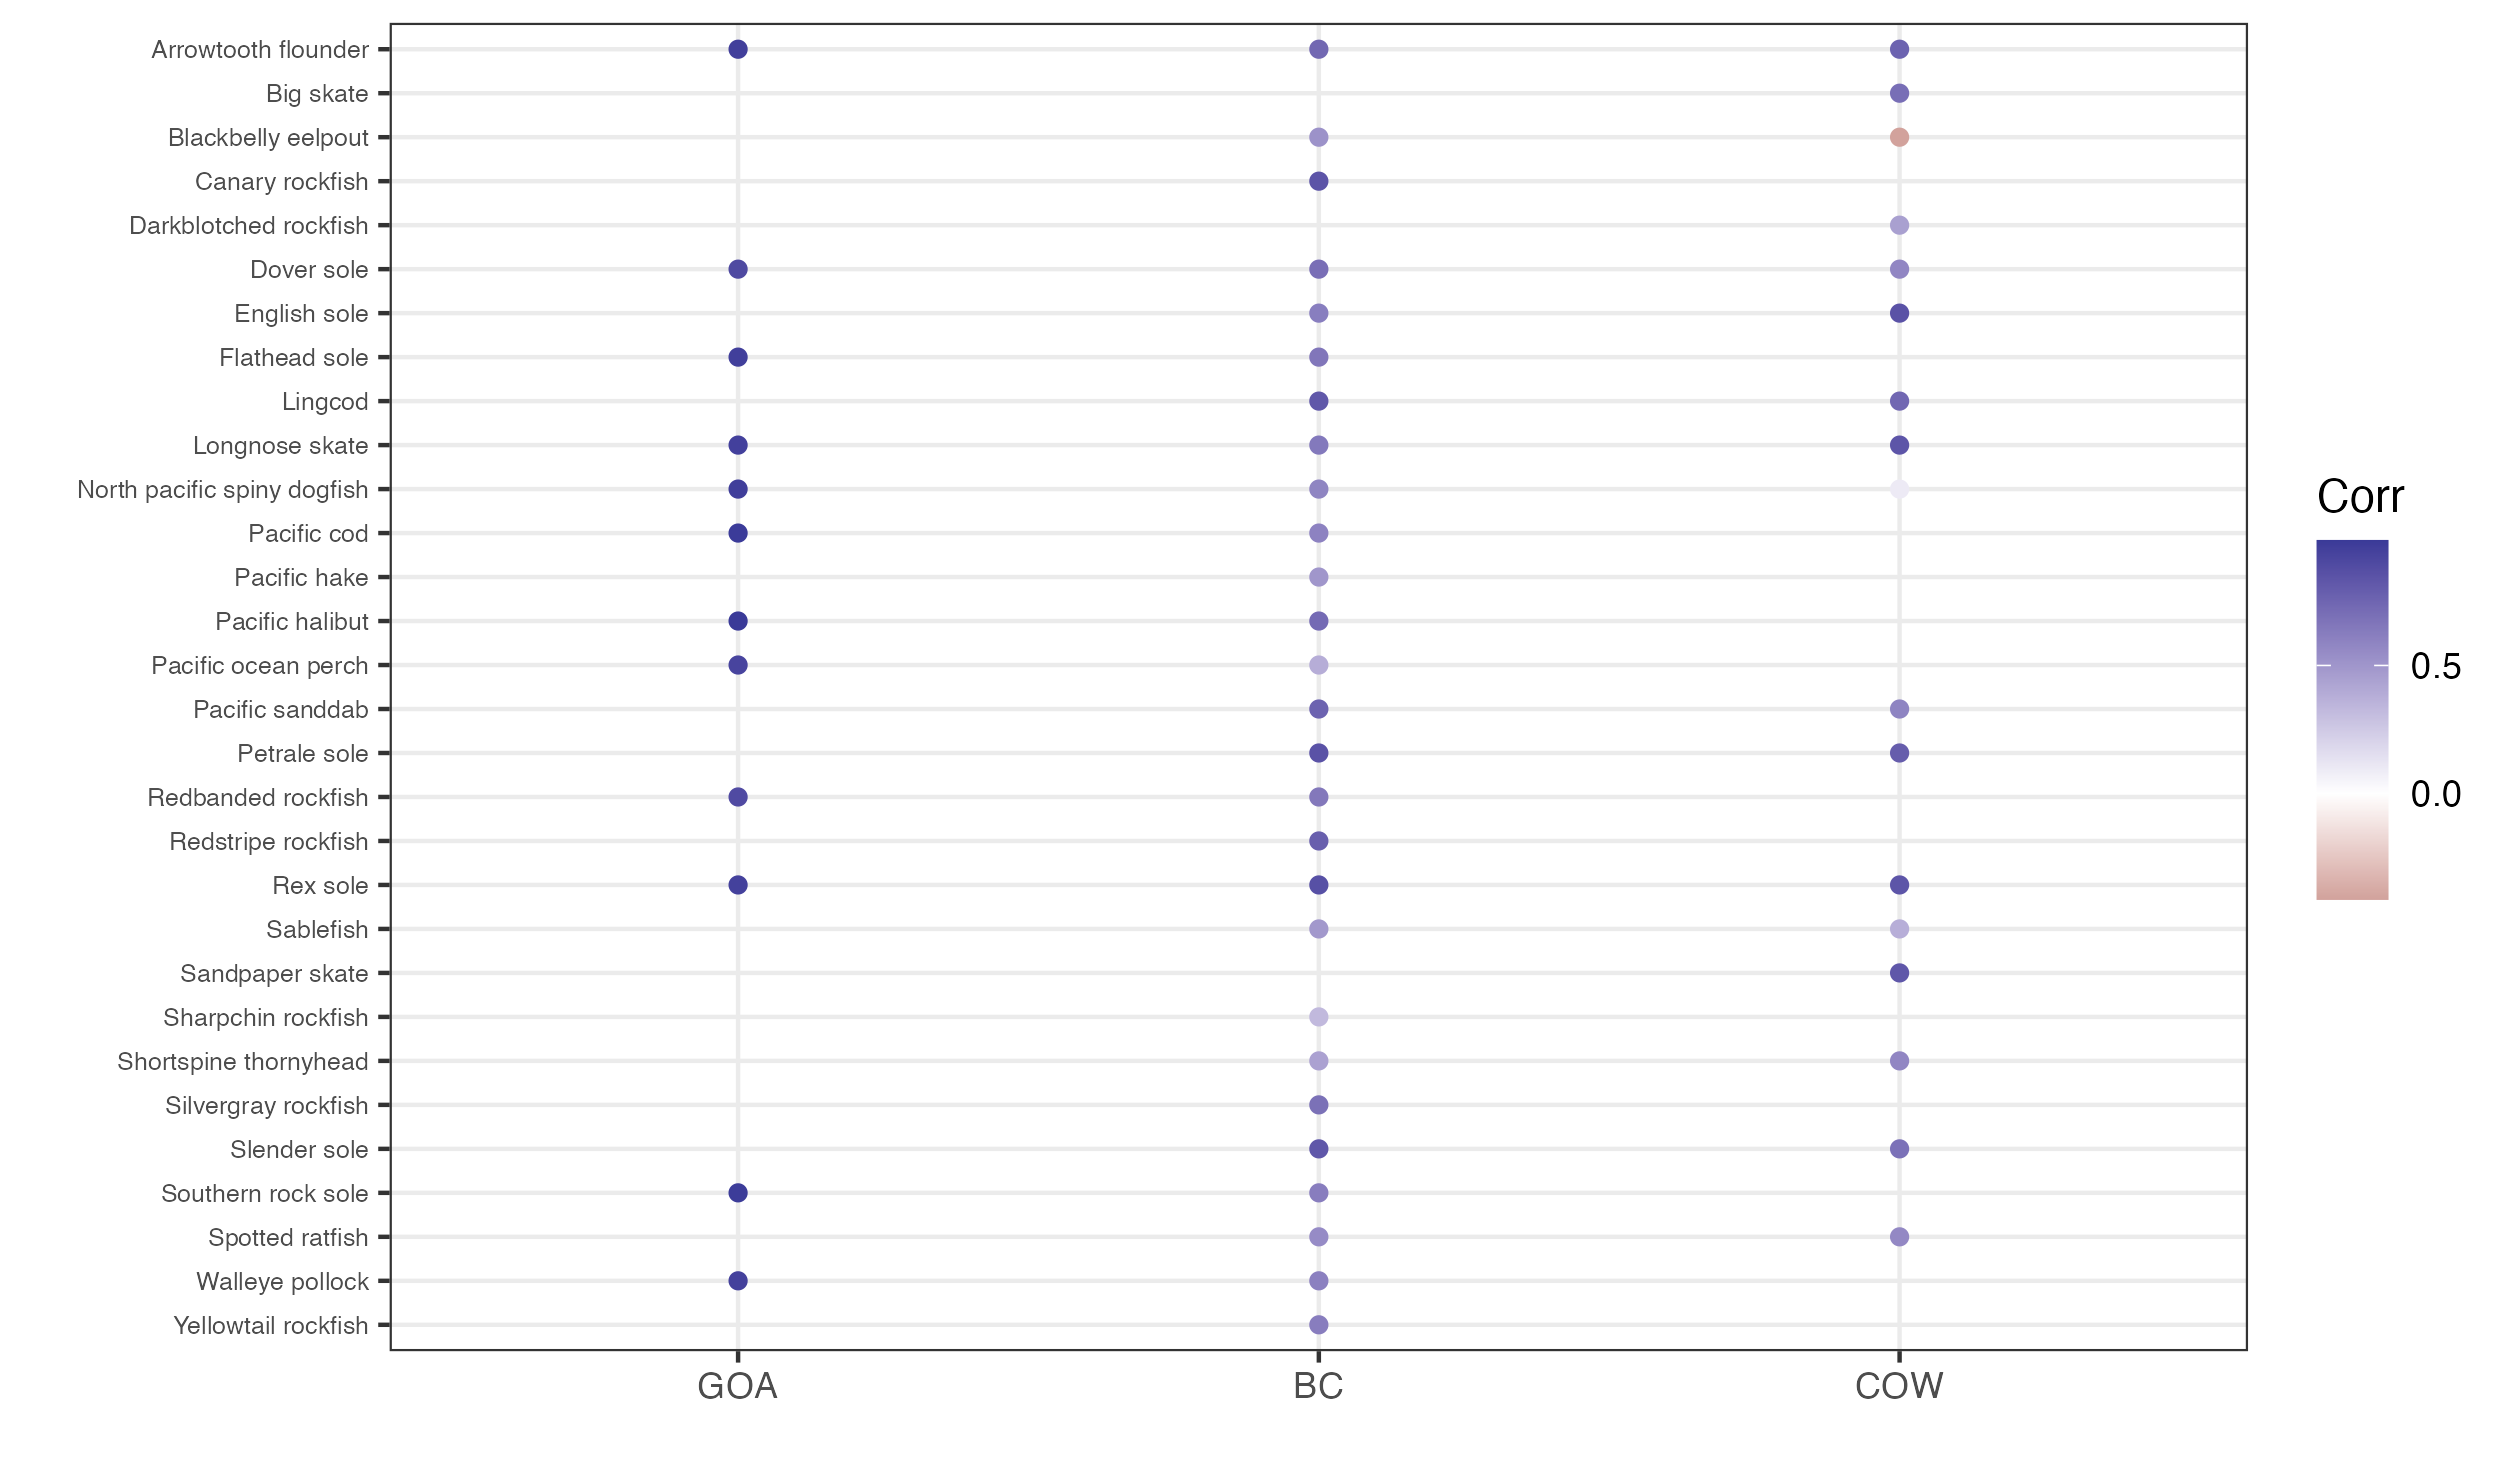 Arrowtooth flounder
Big skate
Blackbelly eelpout
Canary rockfish
Darkblotched rockfish
Dover sole
English sole
Flathead sole
Lingcod
Longnose skate
North pacific spiny dogfish
Pacific cod
Pacific hake
Pacific halibut
Pacific ocean perch
Pacific sanddab
Petrale sole
Redbanded rockfish
Redstripe rockfish
Rex sole
Sablefish
Sandpaper skate
Sharpchin rockfish
Shortspine thornyhead
Silvergray rockfish
Slender sole
Southern rock sole
Spotted ratfish
Walleye pollock
Yellowtail rockfish
GOA BC COW
Corr
0.5
0.0